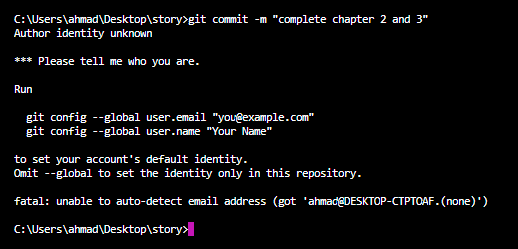 C:\Users\ahmad\Desktop\story>git commit -m "complete chapter 2 and 3"
Author identity unknown
*** Please tell me who you are.
Run
git config --global user.email "you@example.com"
git config --global user.name "Your Name"
to set your account's default identity.
Omit --global to set the identity only in this repository.
fatal: unable to auto-detect email address (got 'ahmad@DESKTOP-CTPTOAF.(none)')
C:\Users\ahmad\Desktop\story>